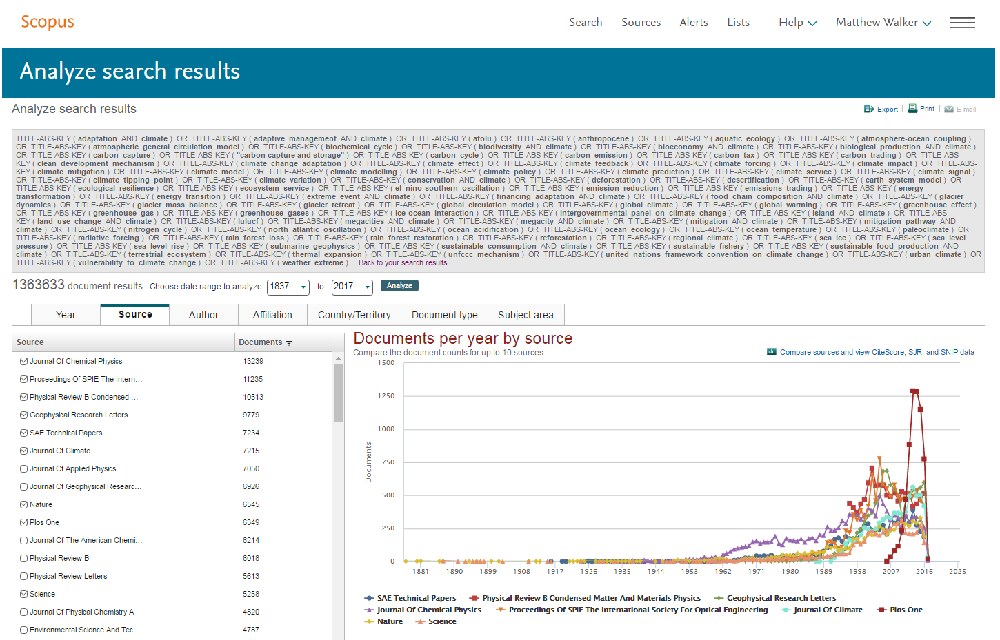 Scopus
Search Sources Alerts Lists Help Matthew Walker
Analyze search results
Analyze search results
Export | Print | E-mail
TITLE-ABS-KEY ( adaptation AND climate ) OR TITLE-ABS-KEY ( adaptive management AND climate ) OR TITLE-ABS-KEY ( afolu ) OR TITLE-ABS-KEY ( anthropocene ) OR TITLE-ABS-KEY ( aquatic ecology ) OR TITLE-ABS-KEY ( atmosphere-ocean coupling )
OR TITLE-ABS-KEY ( atmospheric general circulation model ) OR TITLE-ABS-KEY ( biochemical cycle ) OR TITLE-ABS-KEY ( biodiversity AND climate ) OR TITLE-ABS-KEY ( bioeconomy AND climate ) OR TITLE-ABS-KEY ( biological production AND climate )
OR TITLE-ABS-KEY ( carbon capture ) OR TITLE-ABS-KEY ( "carbon capture and storage" ) OR TITLE-ABS-KEY ( carbon cycle ) OR TITLE-ABS-KEY ( carbon emission ) OR TITLE-ABS-KEY ( carbon tax ) OR TITLE-ABS-KEY ( carbon trading ) OR TITLE-ABS-
KEY ( clean development mechanism ) OR TITLE-ABS-KEY ( climate change adaptation ) OR TITLE-ABS-KEY ( climate effect ) OR TITLE-ABS-KEY ( climate feedback ) OR TITLE-ABS-KEY ( climate forcing ) OR TITLE-ABS-KEY ( climate impact ) OR TITLE-ABS-
KEY ( climate mitigation ) OR TITLE-ABS-KEY ( climate model ) OR TITLE-ABS-KEY ( climate modelling ) OR TITLE-ABS-KEY ( climate policy ) OR TITLE-ABS-KEY ( climate prediction ) OR TITLE-ABS-KEY ( climate service ) OR TITLE-ABS-KEY ( climate signal )
OR TITLE-ABS-KEY ( climate tipping point ) OR TITLE-ABS-KEY ( climate variation ) OR TITLE-ABS-KEY ( conservation AND climate ) OR TITLE-ABS-KEY ( deforestation ) OR TITLE-ABS-KEY ( desertification ) OR TITLE-ABS-KEY ( earth system model ) OR
TITLE-ABS-KEY ( ecological resilience ) OR TITLE-ABS-KEY ( ecosystem service ) OR TITLE-ABS-KEY ( el nino-southern oscillation ) OR TITLE-ABS-KEY ( emission reduction ) OR TITLE-ABS-KEY ( emissions trading ) OR TITLE-ABS-KEY ( energy
transformation ) OR TITLE-ABS-KEY ( energy transition ) OR TITLE-ABS-KEY ( extreme event AND climate ) OR TITLE-ABS-KEY ( financing adaptation AND climate ) OR TITLE-ABS-KEY ( food chain composition AND climate ) OR TITLE-ABS-KEY ( glacier
dynamics ) OR TITLE-ABS-KEY ( glacier mass balance ) OR TITLE-ABS-KEY ( glacier retreat ) OR TITLE-ABS-KEY ( global circulation model ) OR TITLE-ABS-KEY ( global climate ) OR TITLE-ABS-KEY ( global warming ) OR TITLE-ABS-KEY ( greenhouse effect )
OR TITLE-ABS-KEY ( greenhouse gas ) OR TITLE-ABS-KEY ( greenhouse gases ) OR TITLE-ABS-KEY ( ice-ocean interaction ) OR TITLE-ABS-KEY ( intergovernmental panel on climate change ) OR TITLE-ABS-KEY ( island AND climate ) OR TITLE-ABS-
KEY ( land use change AND climate ) OR TITLE-ABS-KEY ( lulucf ) OR TITLE-ABS-KEY ( megacities AND climate ) OR TITLE-ABS-KEY ( megacity AND climate ) OR TITLE-ABS-KEY ( mitigation AND climate ) OR TITLE-ABS-KEY ( mitigation pathway AND
climate ) OR TITLE-ABS-KEY ( nitrogen cycle ) OR TITLE-ABS-KEY ( north atlantic oscillation ) OR TITLE-ABS-KEY ( ocean acidification ) OR TITLE-ABS-KEY ( ocean ecology ) OR TITLE-ABS-KEY ( ocean temperature ) OR TITLE-ABS-KEY ( paleoclimate ) OR
TITLE-ABS-KEY ( radiative forcing ) OR TITLE-ABS-KEY ( rain forest loss ) OR TITLE-ABS-KEY ( rain forest restoration ) OR TITLE-ABS-KEY ( reforestation ) OR TITLE-ABS-KEY ( regional climate ) OR TITLE-ABS-KEY ( sea ice ) OR TITLE-ABS-KEY ( sea level
pressure ) OR TITLE-ABS-KEY ( sea level rise ) OR TITLE-ABS-KEY ( submarine geophysics ) OR TITLE-ABS-KEY ( sustainable consumption AND climate ) OR TITLE-ABS-KEY ( sustainable fishery ) OR TITLE-ABS-KEY ( sustainable food production AND
climate ) OR TITLE-ABS-KEY ( terrestrial ecosystem ) OR TITLE-ABS-KEY ( thermal expansion ) OR TITLE-ABS-KEY ( unfccc mechanism ) OR TITLE-ABS-KEY ( united nations framework convention on climate change ) OR TITLE-ABS-KEY ( urban climate ) OR
TITLE-ABS-KEY ( vulnerability to climate change ) OR TITLE-ABS-KEY ( weather extreme ) Back to your search results
1363633 document results Choose date range to analyze: 1837 to 2017 Analyze
Year Source Author Affiliation Country/Territory Document type Subject area
Source Documents
Journal Of Chemical Physics 13239
Proceedings Of SPIE The Intern... 11235
Physical Review B Condensed ... 10513
Geophysical Research Letters 9779
SAE Technical Papers 7234
Journal Of Climate 7215
Journal Of Applied Physics 7050
Journal Of Geophysical Researc... 6926
Nature 6545
Plos One 6349
Journal Of The American Chemi... 6214
Physical Review B 6018
Physical Review Letters 5613
Science 5258
Journal Of Physical Chemistry A 4820
Environmental Science And Tec... 4787
Documents per year by source
Compare the document counts for up to 10 sources
Compare sources and view CiteScore, SJR, and SNIP data
1500
1250
1000
750
500
250
0
Documents
1881 1890 1899 1908 1917 1926 1935 1944 1953 1962 1971 1980 1989 1998 2007 2016 2025
SAE Technical Papers Physical Review B Condensed Matter And Materials Physics Geophysical Research Letters
Journal Of Chemical Physics Proceedings Of SPIE The International Society For Optical Engineering Journal Of Climate Plos One
Nature Science